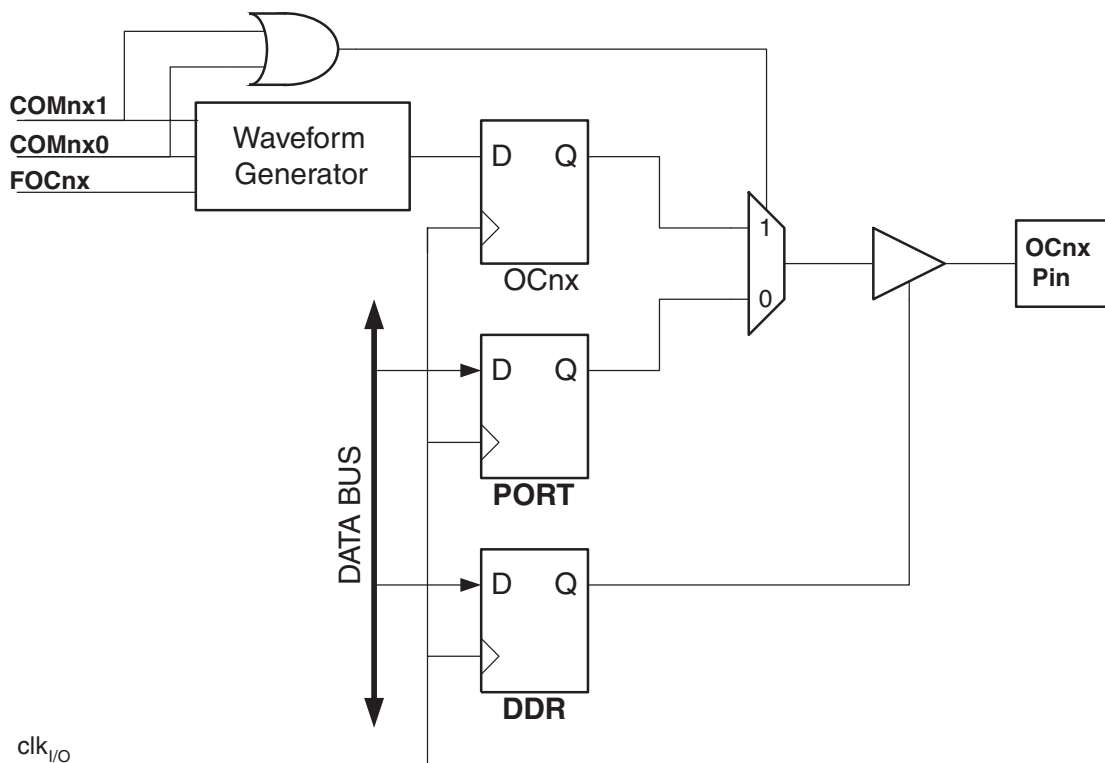 COMnx1
COMnx0
FOCnx
Waveform
Generator
D Q
OCnx
1
0
OCnx
Pin
D Q
PORT
D Q
DDR
DATA BUS
clkI/O